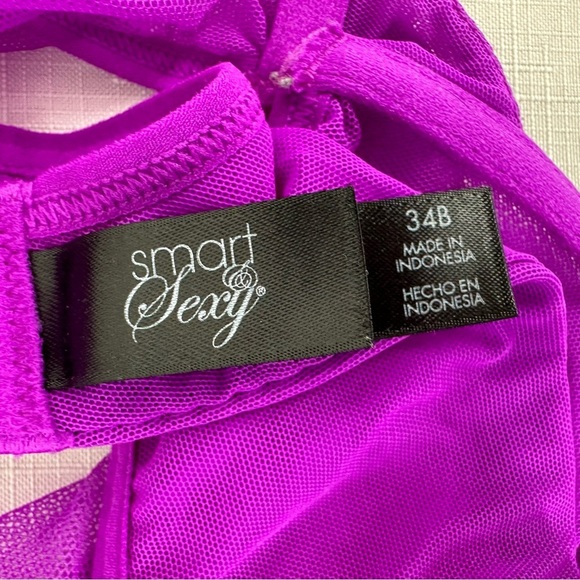 smart
& Sexy®
34B
MADE IN
INDONESIA
HECHO EN
INDONESIA